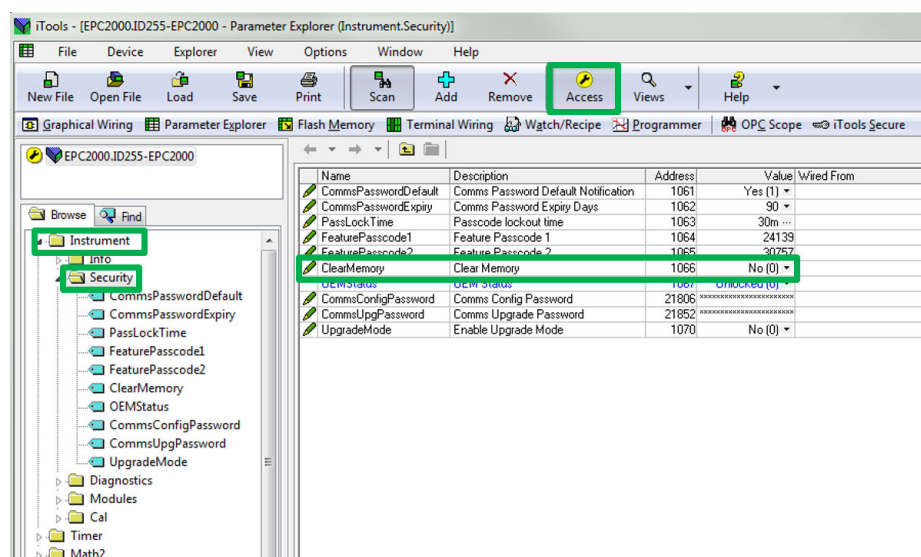 iTools - [EPC2000.ID255-EPC2000 - Parameter Explorer (Instrument.Security)]
File Device Explorer View Options Window Help
New File Open File Load Save Print Scan Add Remove Access Views Help
Graphical Wiring Parameter Explorer Flash Memory Terminal Wiring Watch/Recipe Programmer OPC Scope iTools Secure
EPC2000.ID255-EPC2000
Browse Find
Instrument
Info
Security
CommsPasswordDefault
CommsPasswordExpiry
PassLockTime
FeaturePasscode1
FeaturePasscode2
ClearMemory
OEMStatus
CommsConfigPassword
CommsUpgPassword
UpgradeMode
Diagnostics
Modules
Cal
Timer
Math2
Name Description Address Value Wired From
CommsPasswordDefault Comms Password Default Notification 1061 Yes (1)
CommsPasswordExpiry Comms Password Expiry Days 1062 90
PassLockTime Passcode lockout time 1063 30m ...
FeaturePasscode1 Feature Passcode 1 1064 24139
FeaturePasscode2 Feature Passcode 2 1065 30757
ClearMemory Clear Memory 1066 No (0)
OEMStatus OEM Status 1067 Unlocked (0)
CommsConfigPassword Comms Config Password 21806 ************************
CommsUpgPassword Comms Upgrade Password 21852 ************************
UpgradeMode Enable Upgrade Mode 1070 No (0)